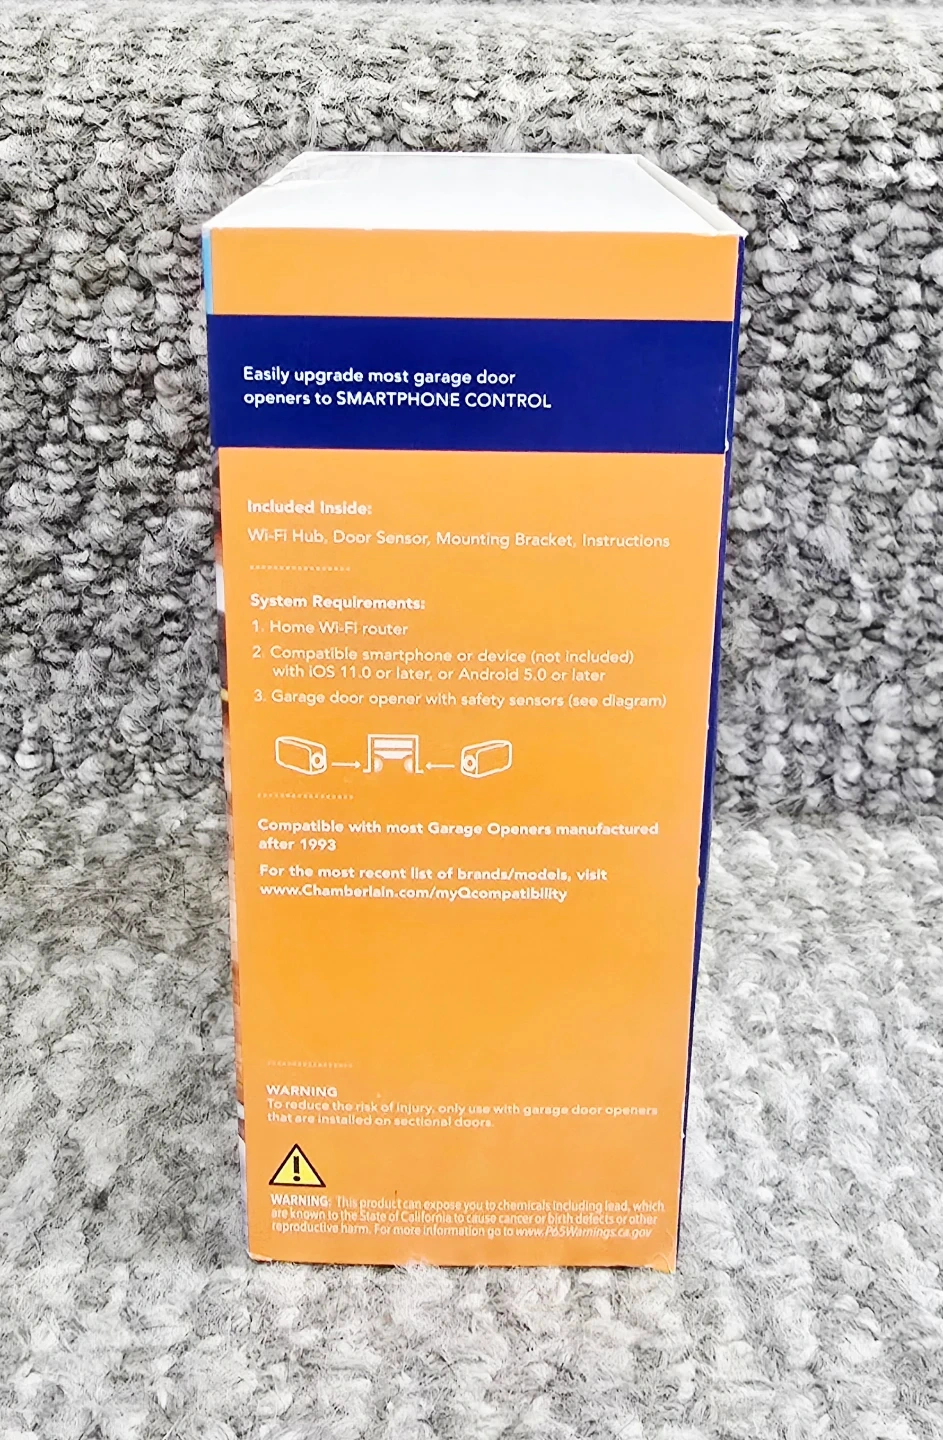 Easily upgrade most garage door
openers to SMARTPHONE CONTROL
Included Inside:
Wi-Fi Hub, Door Sensor, Mounting Bracket, Instructions
System Requirements:
1. Home Wi-Fi router
2. Compatible smartphone or device (not included)
with iOS 11.0 or later, or Android 5.0 or later
3. Garage door opener with safety sensors (see diagram)
Compatible with most Garage Openers manufactured
after 1993
For the most recent list of brands/models, visit
www.Chamberlain.com/myQcompatibility
WARNING
To reduce the risk of injury, only use with garage door openers
that are installed on sectional doors.
WARNING: This product can expose you to chemicals including lead, which
are known to the State of California to cause cancer or birth defects or other
reproductive harm. For more information go to www.P65Warnings.ca.gov